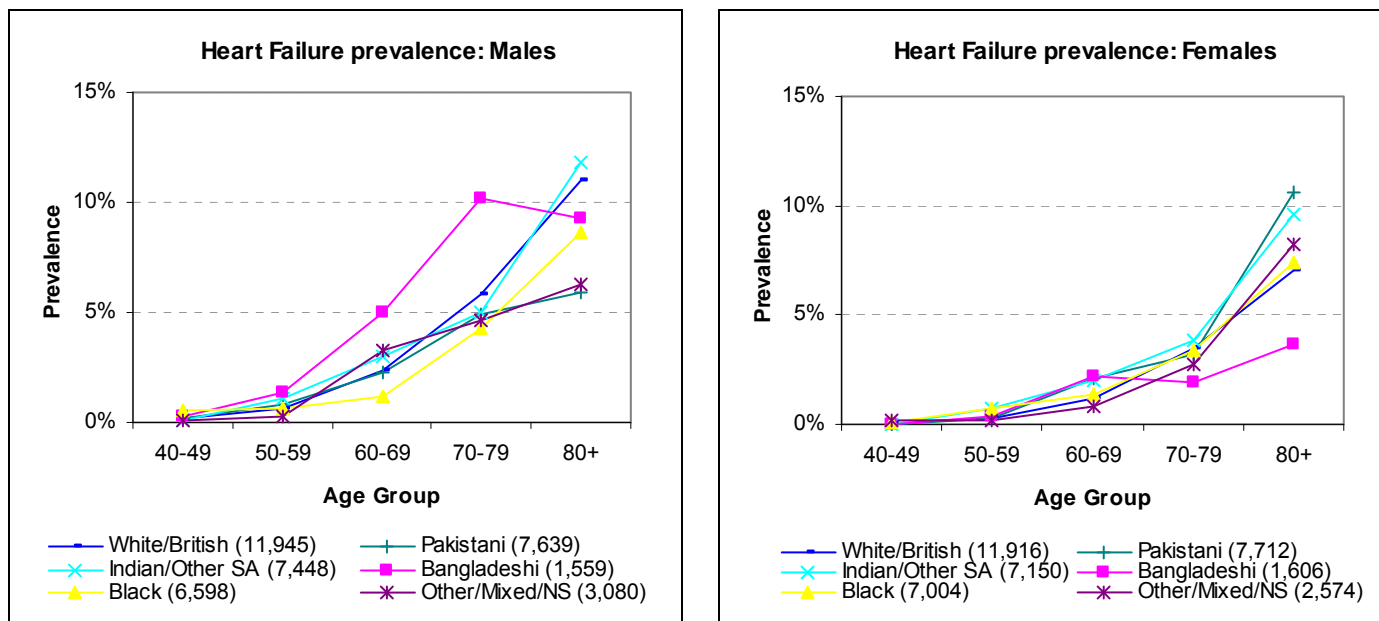 Heart Failure prevalence: Males
15%
10%
5%
0%
Prevalence
40-49 50-59 60-69 70-79 80+
Age Group
White/British (11,945) Pakistani (7,639)
Indian/Other SA (7,448) Bangladeshi (1,559)
Black (6,598) Other/Mixed/NS (3,080)
Heart Failure prevalence: Females
15%
10%
5%
0%
Prevalence
40-49 50-59 60-69 70-79 80+
Age Group
White/British (11,916) Pakistani (7,712)
Indian/Other SA (7,150) Bangladeshi (1,606)
Black (7,004) Other/Mixed/NS (2,574)